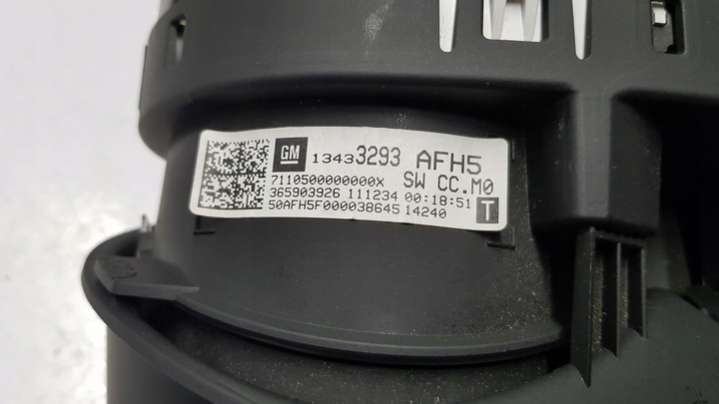 GM 13433293 AFH5
7110500000000X SW CC.M0
365903926 111234 00:18:51
50AFH5F000038645 14240 T